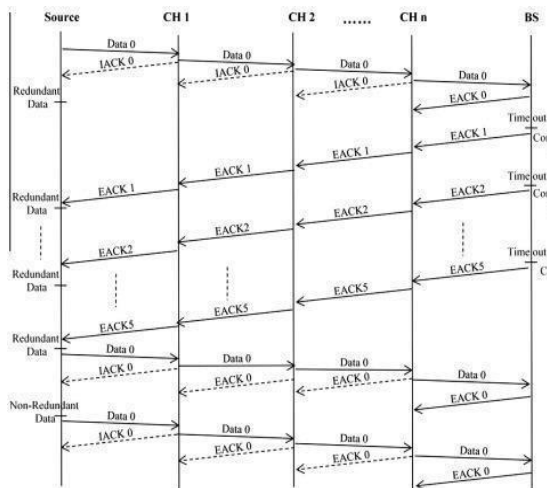 Source CH 1 CH 2 ...... CH n BS
Data 0
IACK 0
Data 0
IACK 0
Data 0
IACK 0
Data 0
EACK 0
Redundant
Data
Time out
Con
EACK 1
EACK 1
EACK 1
EACK 1
Time out
Con
Redundant
Data
EACK2
EACK2
EACK2
EACK2
Time out
C
Redundant
Data
EACK5
EACK5
EACK5
EACK5
Redundant
Data
Data 0
IACK 0
Data 0
EACK 0
Data 0
EACK 0
Data 0
EACK 0
Non-Redundant
Data
Data 0
IACK 0
Data 0
EACK 0
Data 0
EACK 0
Data 0
EACK 0